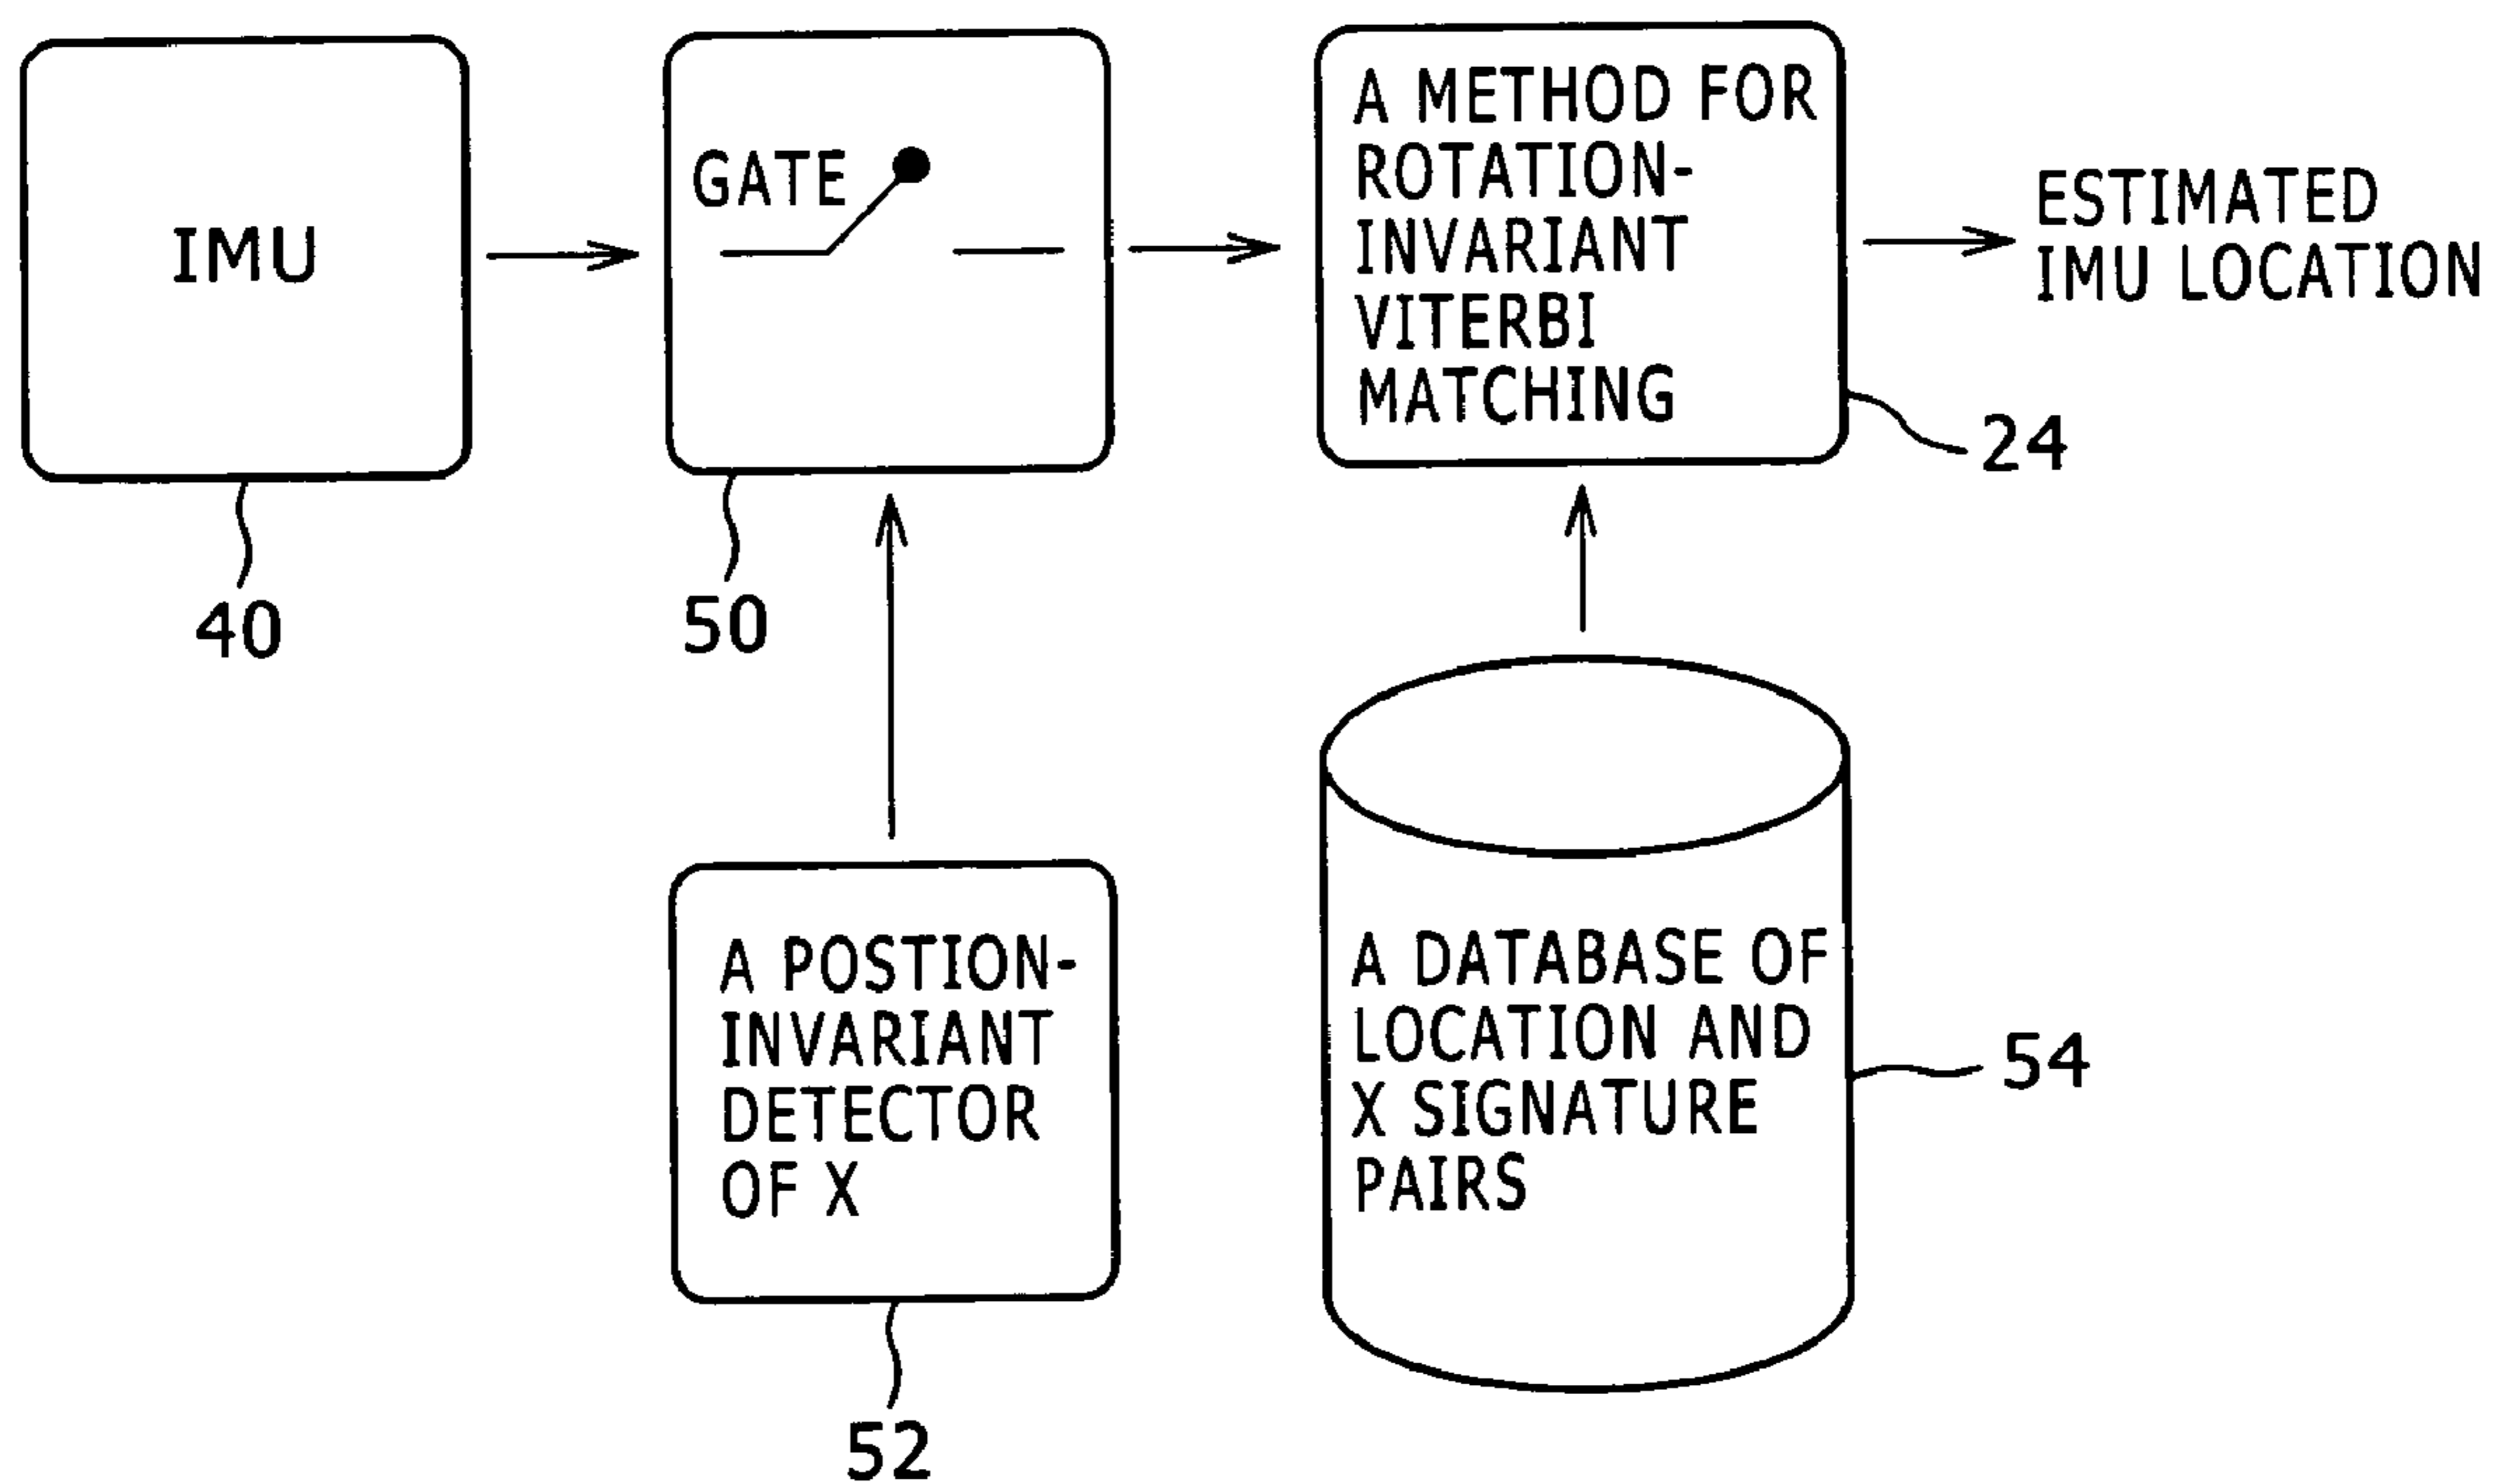 IMU
40
GATE
50
A METHOD FOR
ROTATION-
INVARIANT
VITERBI
MATCHING
24
ESTIMATED
IMU LOCATION
A POSTION-
INVARIANT
DETECTOR
OF X
52
A DATABASE OF
LOCATION AND
X SIGNATURE
PAIRS
54